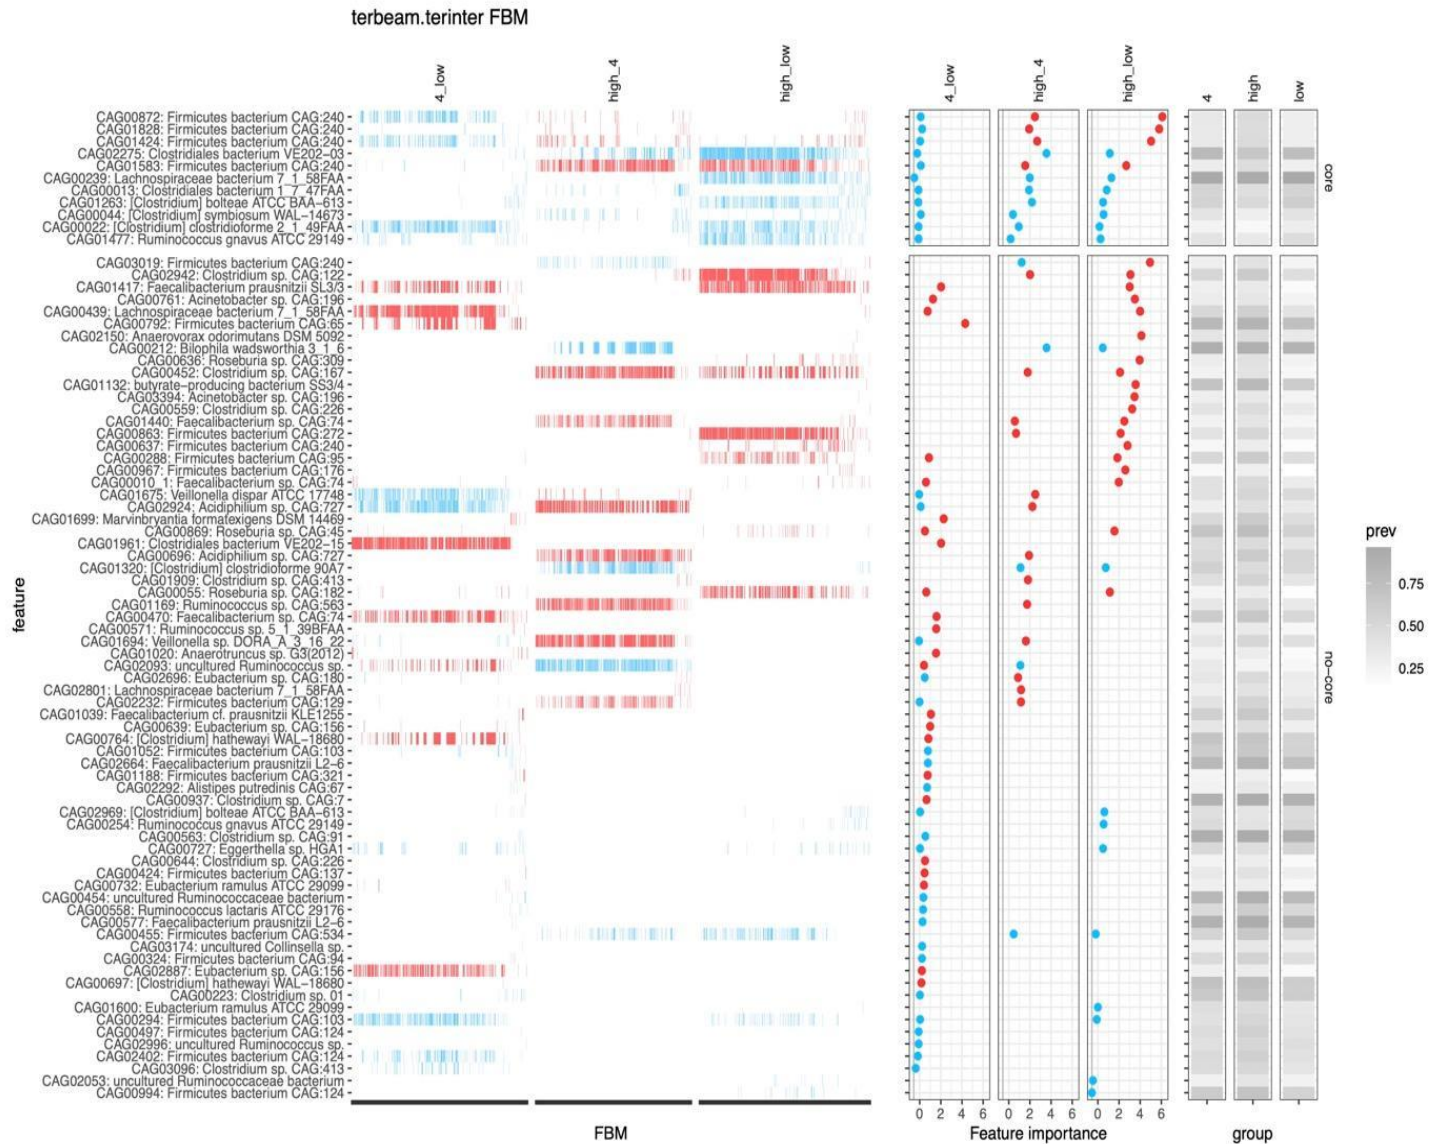 terbeam.terinter FBM
4_low
high_4
high_low
4_low
high_4
high_low
4
high
low
CAG00872: Firmicutes bacterium CAG:240
CAG01828: Firmicutes bacterium CAG:240
CAG01424: Firmicutes bacterium CAG:240
CAG02275: Clostridiales bacterium VE202-03
CAG01583: Firmicutes bacterium CAG:240
CAG00239: Lachnospiraceae bacterium 7_1_58FAA
CAG00013: Clostridiales bacterium 1_7_47FAA
CAG01263: [Clostridium] bolteae ATCC BAA-613
CAG00044: [Clostridium] symbiosum WAL-14673
CAG00022: [Clostridium] clostridioforme 2_1_49FAA
CAG01477: Ruminococcus gnavus ATCC 29149
core
CAG03019: Firmicutes bacterium CAG:240
CAG02942: Clostridium sp. CAG:122
CAG01417: Faecalibacterium prausnitzii SL3/3
CAG00761: Acinetobacter sp. CAG:196
CAG00439: Lachnospiraceae bacterium 7_1_58FAA
CAG00792: Firmicutes bacterium CAG:65
CAG02150: Anaerovorax odorimutans DSM 5092
CAG00212: Bilophila wadsworthia 3_1_6
CAG00636: Roseburia sp. CAG:309
CAG00452: Clostridium sp. CAG:167
CAG01132: butyrate-producing bacterium SS3/4
CAG03394: Acinetobacter sp. CAG:196
CAG00559: Clostridium sp. CAG:226
CAG01440: Faecalibacterium sp. CAG:74
CAG00863: Firmicutes bacterium CAG:272
CAG00637: Firmicutes bacterium CAG:240
CAG00288: Firmicutes bacterium CAG:95
CAG00967: Firmicutes bacterium CAG:176
CAG00010_1: Faecalibacterium sp. CAG:74
CAG01675: Veillonella dispar ATCC 17748
CAG02924: Acidiphilium sp. CAG:727
CAG01699: Marvinbryantia formatexigens DSM 14469
CAG00869: Roseburia sp. CAG:45
CAG01961: Clostridiales bacterium VE202-15
CAG00696: Acidiphilium sp. CAG:727
CAG01320: [Clostridium] clostridioforme 90A7
CAG01909: Clostridium sp. CAG:413
CAG00055: Roseburia sp. CAG:182
CAG01169: Ruminococcus sp. CAG:563
CAG00470: Faecalibacterium sp. CAG:74
CAG00571: Ruminococcus sp. 5_1_39BFAA
CAG01694: Veillonella sp. DORA_A_3_16_22
CAG01020: Anaerotruncus sp. G3(2012)
CAG02093: uncultured Ruminococcus sp.
CAG02696: Eubacterium sp. CAG:180
CAG02801: Lachnospiraceae bacterium 7_1_58FAA
CAG02232: Firmicutes bacterium CAG:129
CAG01039: Faecalibacterium cf. prausnitzii KLE1255
CAG00639: Eubacterium sp. CAG:156
CAG00764: [Clostridium] hathewayi WAL-18680
CAG01052: Firmicutes bacterium CAG:103
CAG02664: Faecalibacterium prausnitzii L2-6
CAG01188: Firmicutes bacterium CAG:321
CAG02292: Alistipes putredinis CAG:67
CAG00937: Clostridium sp. CAG:7
CAG02969: [Clostridium] bolteae ATCC BAA-613
CAG00254: Ruminococcus gnavus ATCC 29149
CAG00563: Clostridium sp. CAG:91
CAG00727: Eggerthella sp. HGA1
CAG00644: Clostridium sp. CAG:226
CAG00424: Firmicutes bacterium CAG:137
CAG00732: Eubacterium ramulus ATCC 29099
CAG00454: uncultured Ruminococcaceae bacterium
CAG00558: Ruminococcus lactaris ATCC 29176
CAG00577: Faecalibacterium prausnitzii L2-6
CAG00455: Firmicutes bacterium CAG:534
CAG03174: uncultured Collinsella sp.
CAG00324: Firmicutes bacterium CAG:94
CAG02887: Eubacterium sp. CAG:156
CAG00697: [Clostridium] hathewayi WAL-18680
CAG00223: Clostridium sp. 01
CAG01600: Eubacterium ramulus ATCC 29099
CAG00294: Firmicutes bacterium CAG:103
CAG00497: Firmicutes bacterium CAG:124
CAG02996: uncultured Ruminococcus sp.
CAG02402: Firmicutes bacterium CAG:124
CAG03096: Clostridium sp. CAG:413
CAG02053: uncultured Ruminococcaceae bacterium
CAG00994: Firmicutes bacterium CAG:124
no-core
feature
0 2 4 6
0 2 4 6
0 2 4 6
FBM
Feature importance
group
prev
0.75
0.50
0.25